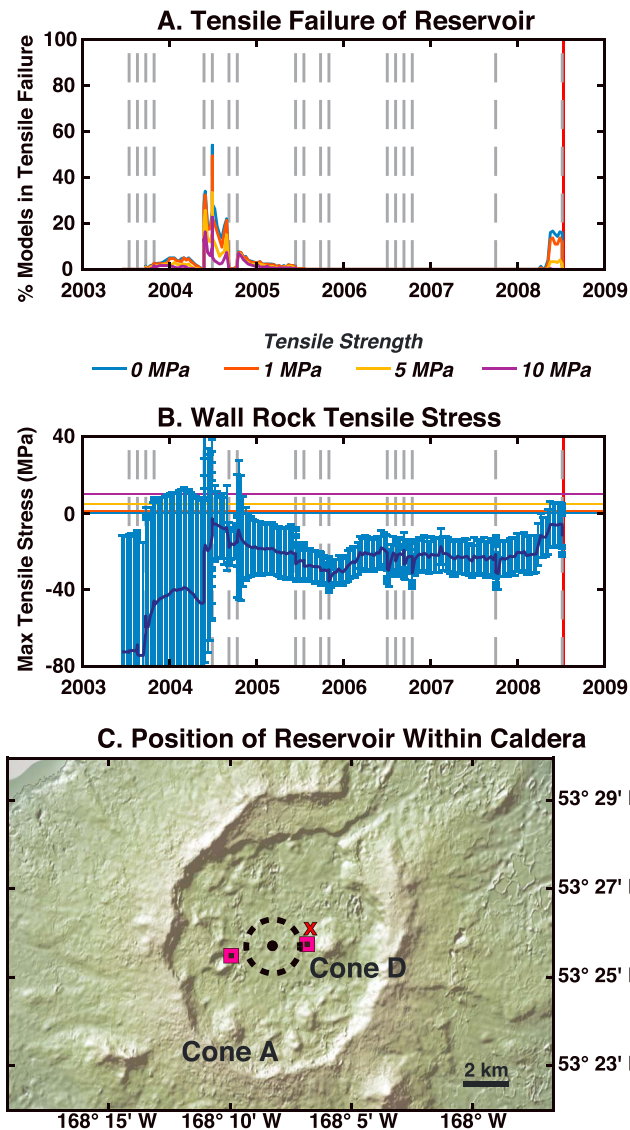 A. Tensile Failure of Reservoir
% Models in Tensile Failure
100
80
60
40
20
0
2003 2004 2005 2006 2007 2008 2009
Tensile Strength
0 MPa 1 MPa 5 MPa 10 MPa
B. Wall Rock Tensile Stress
Max Tensile Stress (MPa)
40
0
-40
-80
2003 2004 2005 2006 2007 2008 2009
C. Position of Reservoir Within Caldera
53° 29'
53° 27'
X
Cone D
53° 25'
Cone A
53° 23'
2 km
168° 15' W 168° 10' W 168° 5' W 168° W